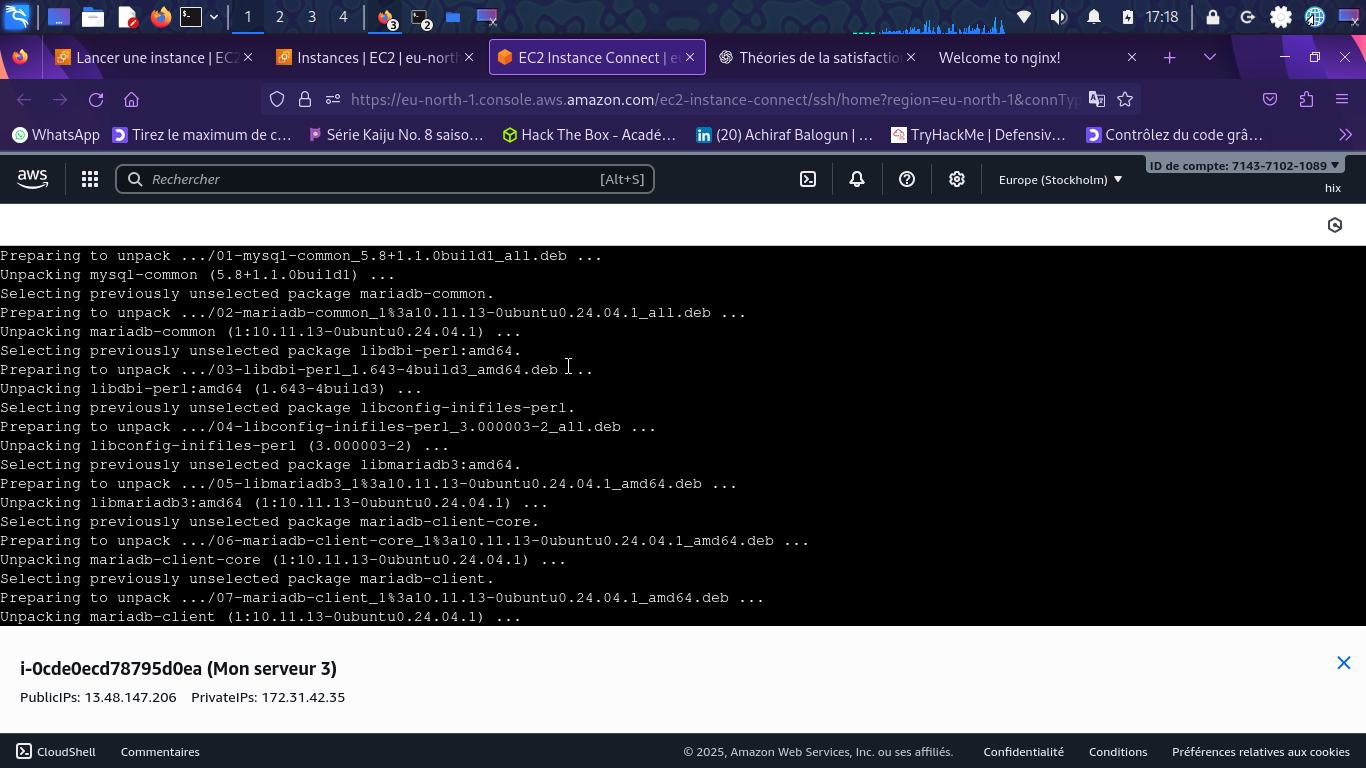 1 2 3 4 3 2 17:18
Lancer une instance | EC2 Instances | EC2 | eu-north EC2 Instance Connect | eu Théories de la satisfaction Welcome to nginx!
https://eu-north-1.console.aws.amazon.com/ec2-instance-connect/ssh/home?region=eu-north-1&connTyp
WhatsApp Tirez le maximum de c… Série Kaiju No. 8 saiso… Hack The Box - Acadé… (20) Achiraf Balogun | … TryHackMe | Defensiv… Contrôlez du code grâ…
aws Rechercher [Alt+S] Europe (Stockholm) ID de compte: 7143-7102-1089
hix
Preparing to unpack .../01-mysql-common_5.8+1.1.0build1_all.deb ...
Unpacking mysql-common (5.8+1.1.0build1) ...
Selecting previously unselected package mariadb-common.
Preparing to unpack .../02-mariadb-common_1%3a10.11.13-0ubuntu0.24.04.1_all.deb ...
Unpacking mariadb-common (1:10.11.13-0ubuntu0.24.04.1) ...
Selecting previously unselected package libdbi-perl:amd64.
Preparing to unpack .../03-libdbi-perl_1.643-4build3_amd64.deb ...
Unpacking libdbi-perl:amd64 (1.643-4build3) ...
Selecting previously unselected package libconfig-inifiles-perl.
Preparing to unpack .../04-libconfig-inifiles-perl_3.000003-2_all.deb ...
Unpacking libconfig-inifiles-perl (3.000003-2) ...
Selecting previously unselected package libmariadb3:amd64.
Preparing to unpack .../05-libmariadb3_1%3a10.11.13-0ubuntu0.24.04.1_amd64.deb ...
Unpacking libmariadb3:amd64 (1:10.11.13-0ubuntu0.24.04.1) ...
Selecting previously unselected package mariadb-client-core.
Preparing to unpack .../06-mariadb-client-core_1%3a10.11.13-0ubuntu0.24.04.1_amd64.deb ...
Unpacking mariadb-client-core (1:10.11.13-0ubuntu0.24.04.1) ...
Selecting previously unselected package mariadb-client.
Preparing to unpack .../07-mariadb-client_1%3a10.11.13-0ubuntu0.24.04.1_amd64.deb ...
Unpacking mariadb-client (1:10.11.13-0ubuntu0.24.04.1) ...
i-0cde0ecd78795d0ea (Mon serveur 3)
PublicIPs: 13.48.147.206 PrivateIPs: 172.31.42.35
CloudShell Commentaires © 2025, Amazon Web Services, Inc. ou ses affiliés. Confidentialité Conditions Préférences relatives aux cookies